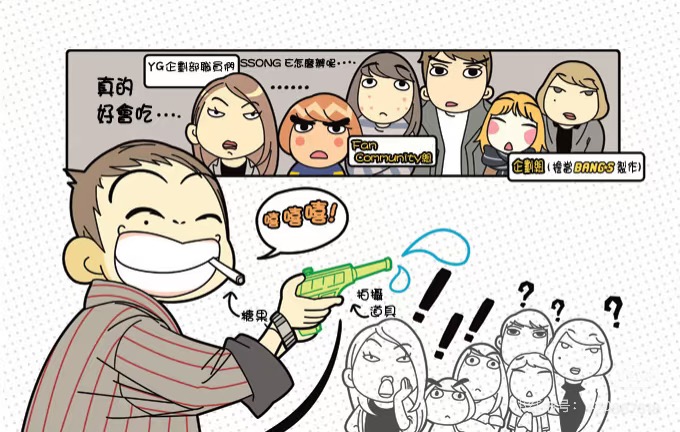 YG企劃部職員們
SSONG E怎麼辦呢····
真的
好會吃····
······
Fan
Community組
企劃組(擔當BANGS製作)
嘻嘻嘻!
糖果
拍攝
道具
!!!
? ? ?